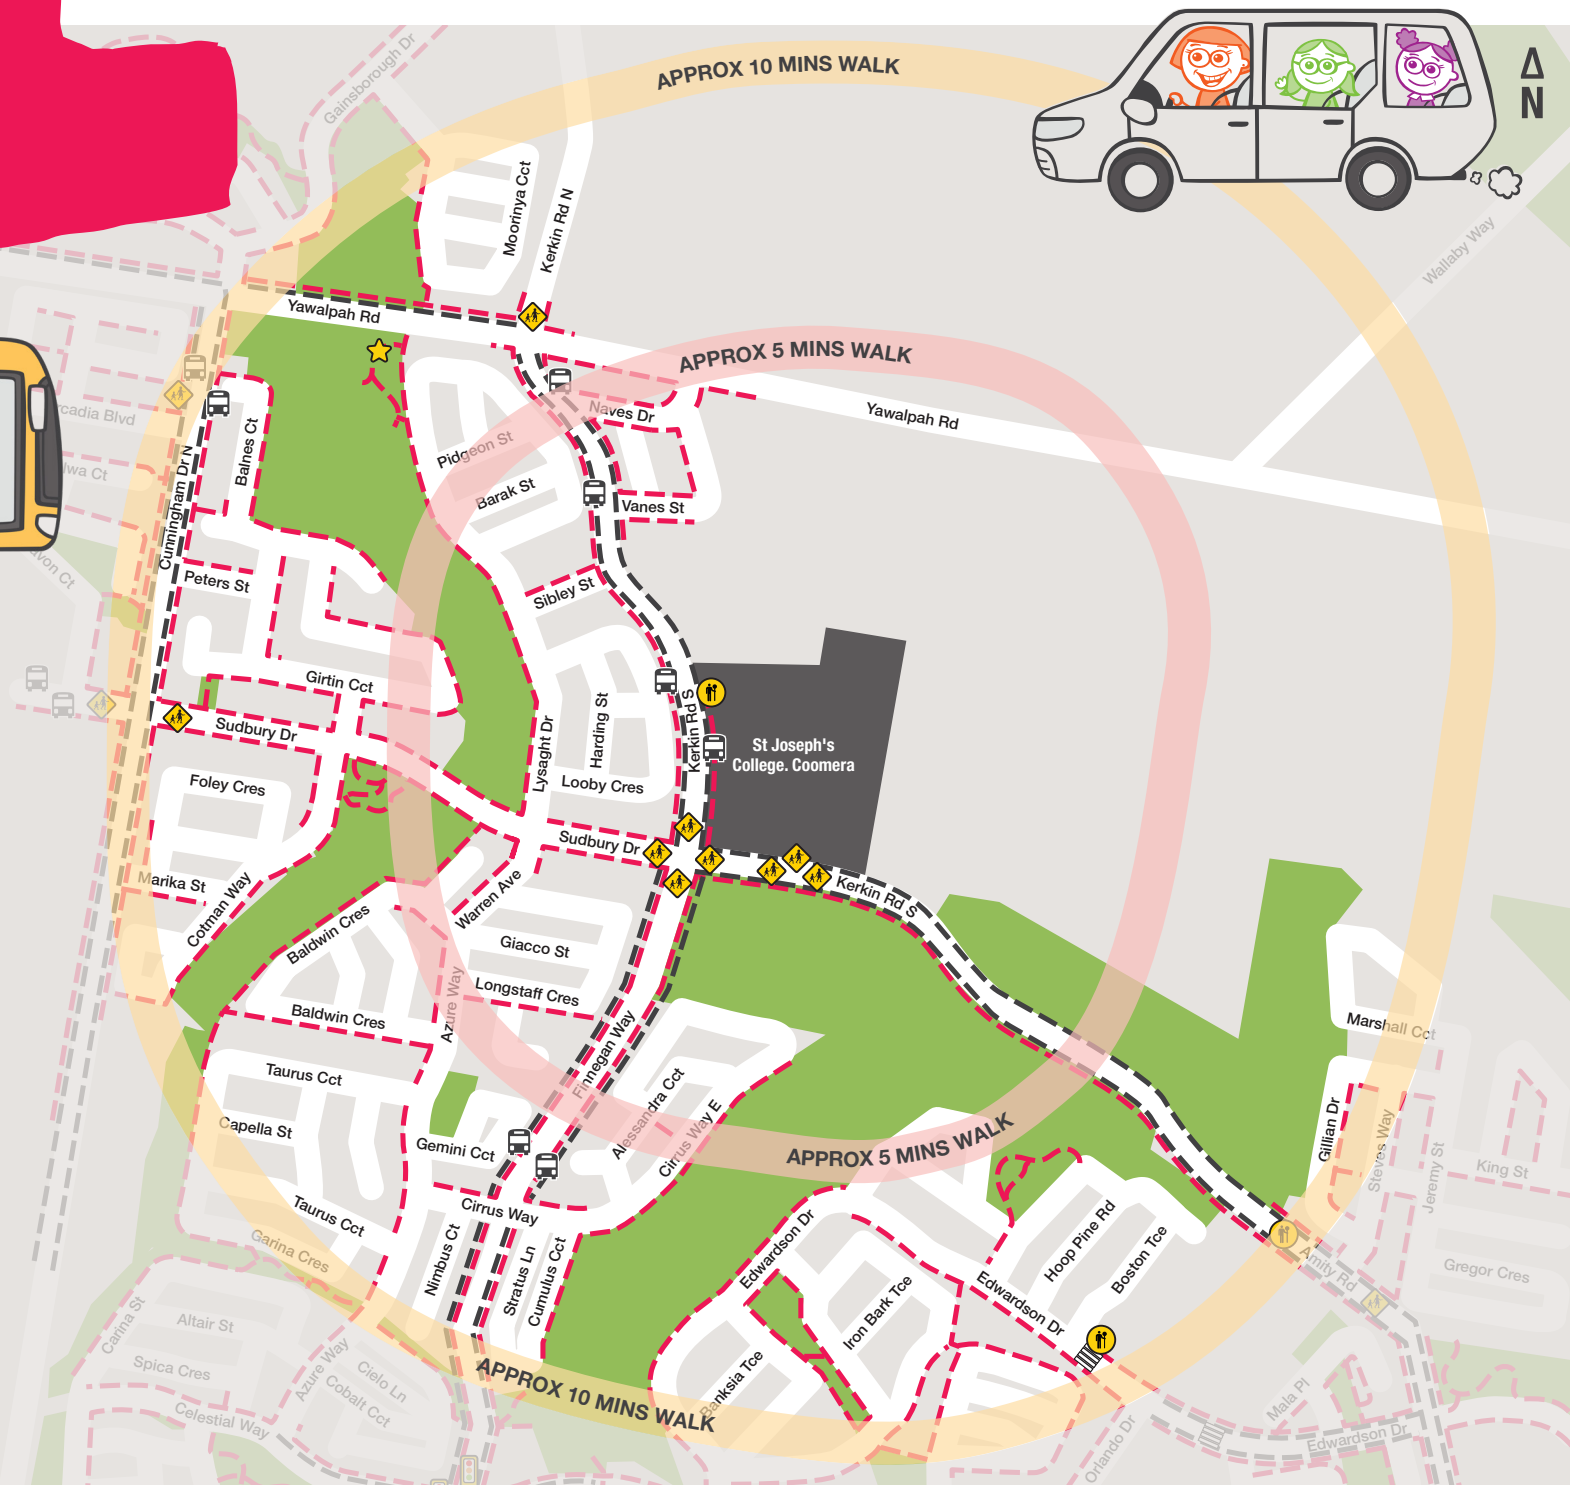 APPROX 10 MINS WALK
N
Gainsborough Dr
Moorinya Cct
Kerkin Rd N
Wallaby Way
Yawalpah Rd
APPROX 5 MINS WALK
Naves Dr
Yawalpah Rd
Balnes Ct
Pidgeon St
Barak St
Vanes St
Cunningham Dr N
Peters St
Sibley St
Girtin Cct
Sudbury Dr
Harding St
Kerkin Rd S
Lysaght Dr
St Joseph's
College. Coomera
Foley Cres
Looby Cres
Sudbury Dr
Marika St
Cotman Way
Warren Ave
Kerkin Rd S
Baldwin Cres
Giacco St
Longstaff Cres
Azure Way
Baldwin Cres
Marshall Cct
Finnegan Way
Taurus Cct
Alessandra Cct
Cirrus Way E
Capella St
Gemini Cct
APPROX 5 MINS WALK
Gillian Dr
Steves Way
Jeremy St
King St
Taurus Cct
Cirrus Way
Garina Cres
Nimbus Ct
Stratus Ln
Cumulus Cct
Edwardson Dr
Hoop Pine Rd
Boston Tce
Amity Rd
Gregor Cres
Carina St
Altair St
Iron Bark Tce
Edwardson Dr
Spica Cres
Azure Way
Cielo Ln
Cobalt Cct
Banksia Tce
APPROX 10 MINS WALK
Celestial Way
Mala Pl
Orlando Dr
Edwardson Dr